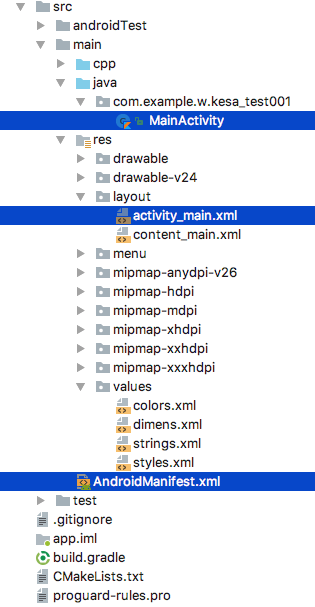 src
androidTest
main
cpp
java
com.example.w.kesa_test001
MainActivity
res
drawable
drawable-v24
layout
activity_main.xml
content_main.xml
menu
mipmap-anydpi-v26
mipmap-hdpi
mipmap-mdpi
mipmap-xhdpi
mipmap-xxhdpi
mipmap-xxxhdpi
values
colors.xml
dimens.xml
strings.xml
styles.xml
AndroidManifest.xml
test
.gitignore
app.iml
build.gradle
CMakeLists.txt
proguard-rules.pro